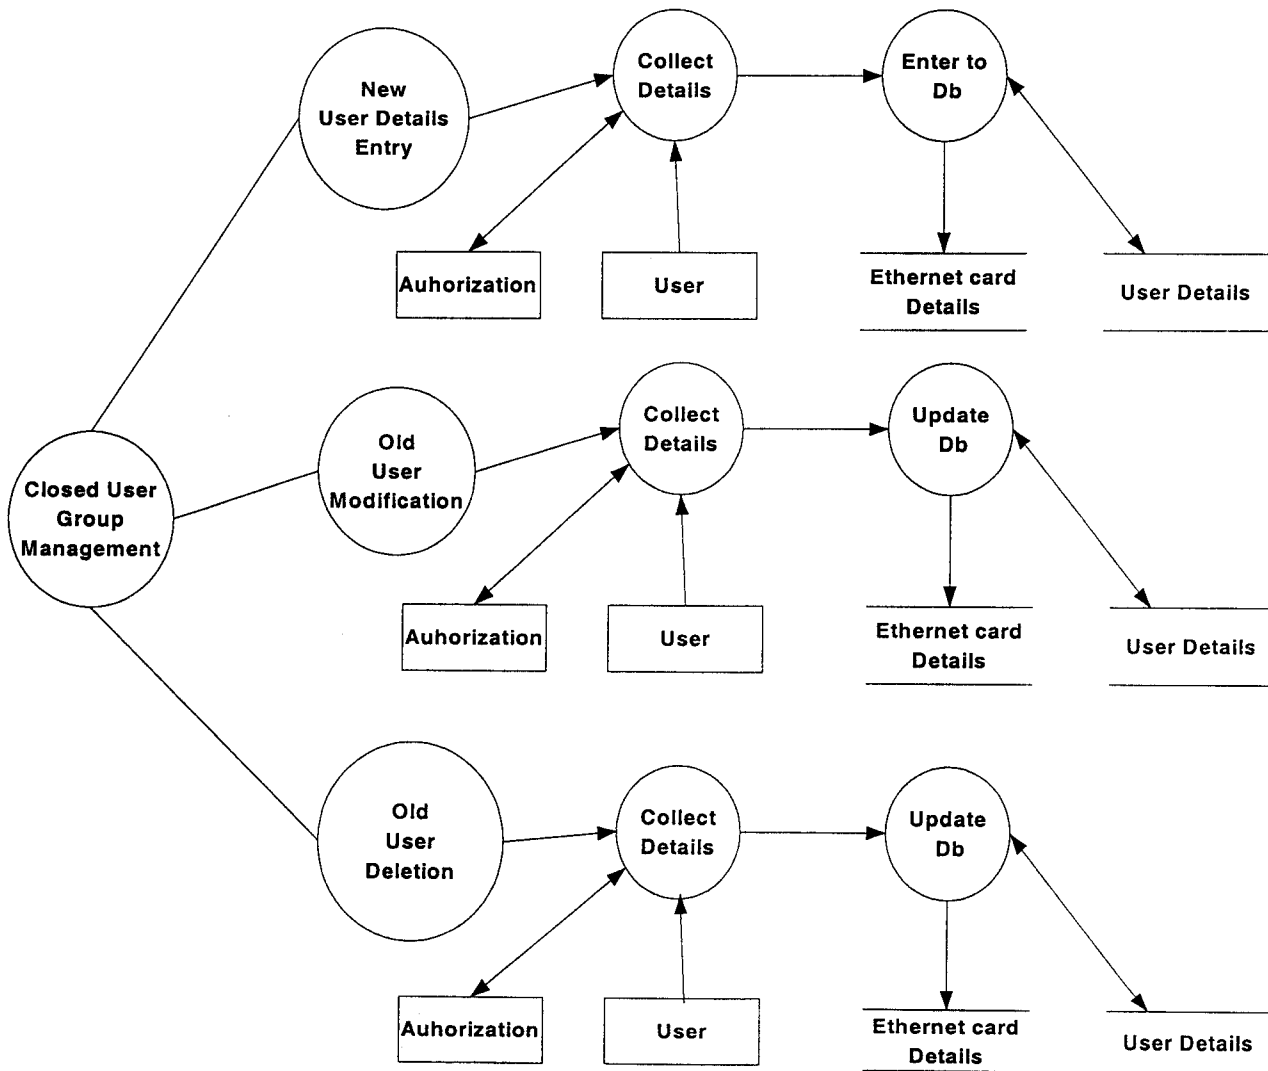 New
User Details
Entry
Collect
Details
Enter to
Db
Auhorization
User
Ethernet card
Details
User Details
Closed User
Group
Management
Old
User
Modification
Collect
Details
Update
Db
Auhorization
User
Ethernet card
Details
User Details
Old
User
Deletion
Collect
Details
Update
Db
Auhorization
User
Ethernet card
Details
User Details